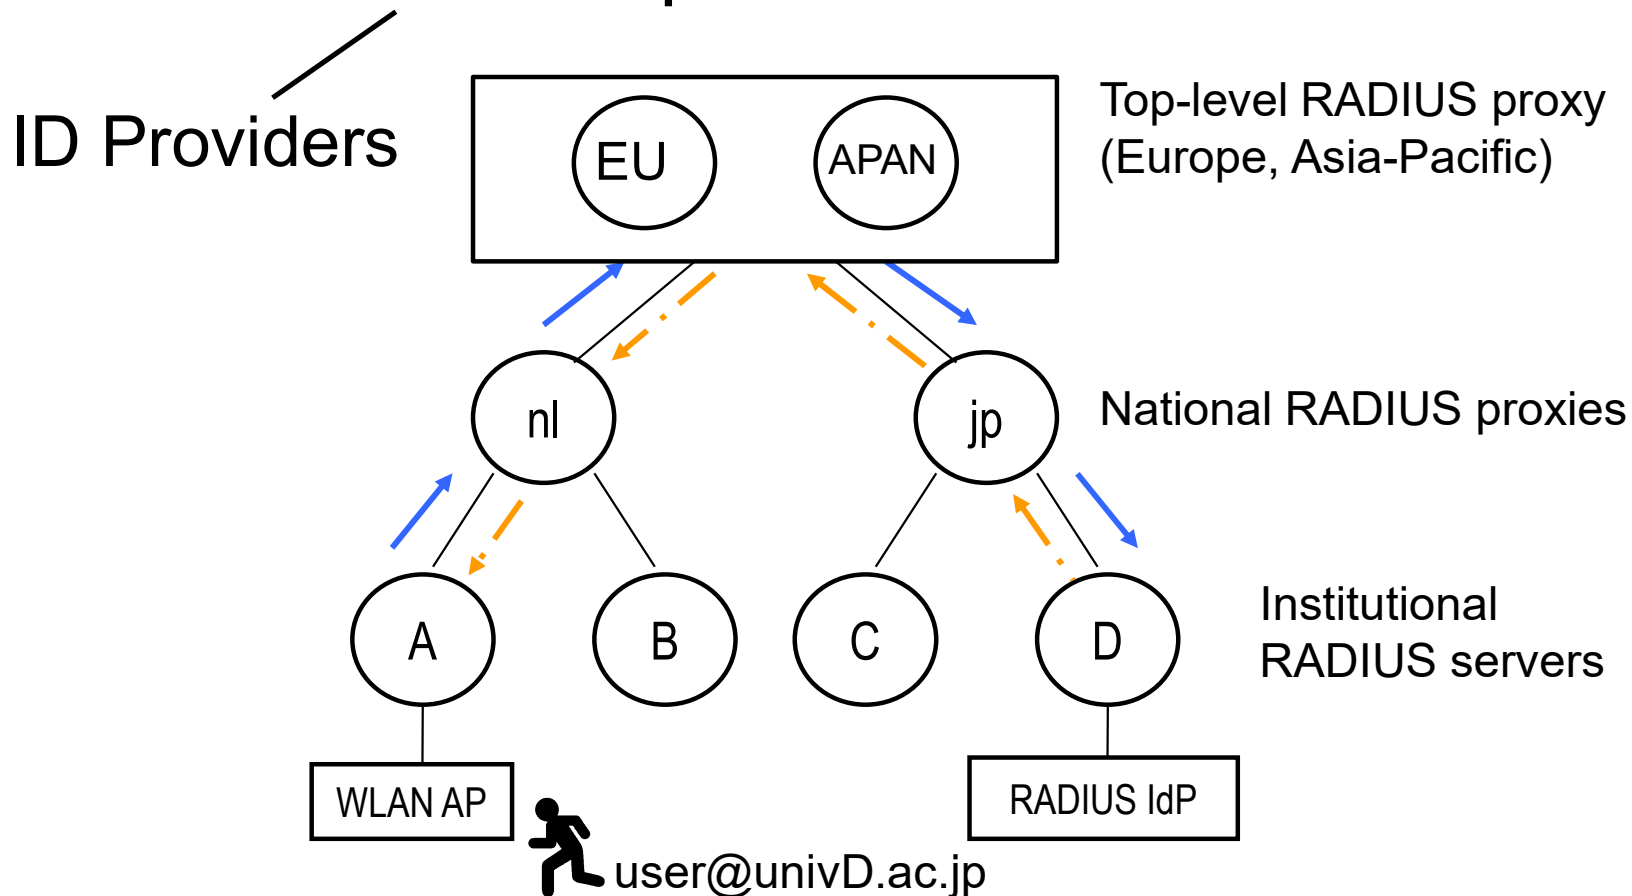 ID Providers
EU
APAN
Top-level RADIUS proxy
(Europe, Asia-Pacific)
nl
jp
National RADIUS proxies
A
B
C
D
Institutional
RADIUS servers
WLAN AP
RADIUS IdP
user@univD.ac.jp